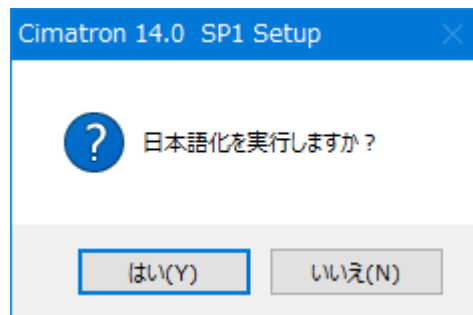 Cimatron 14.0 SP1 Setup
?
日本語化を実行しますか？
はい(Y)
いいえ(N)